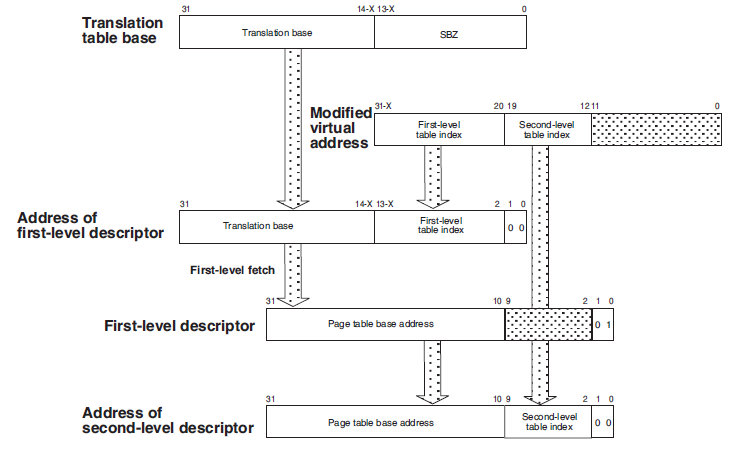 31 14-X 13-X 0
Translation
table base
Translation base SBZ
31-X 20 19 12 11 0
Modified
virtual
address
First-level
table index
Second-level
table index
31 14-X 13-X 2 1 0
Address of
first-level descriptor
Translation base
First-level
table index
0 0
First-level fetch
31 10 9 2 1 0
First-level descriptor
Page table base address
0 1
31 10 9 2 1 0
Address of
second-level descriptor
Page table base address
Second-level
table index
0 0